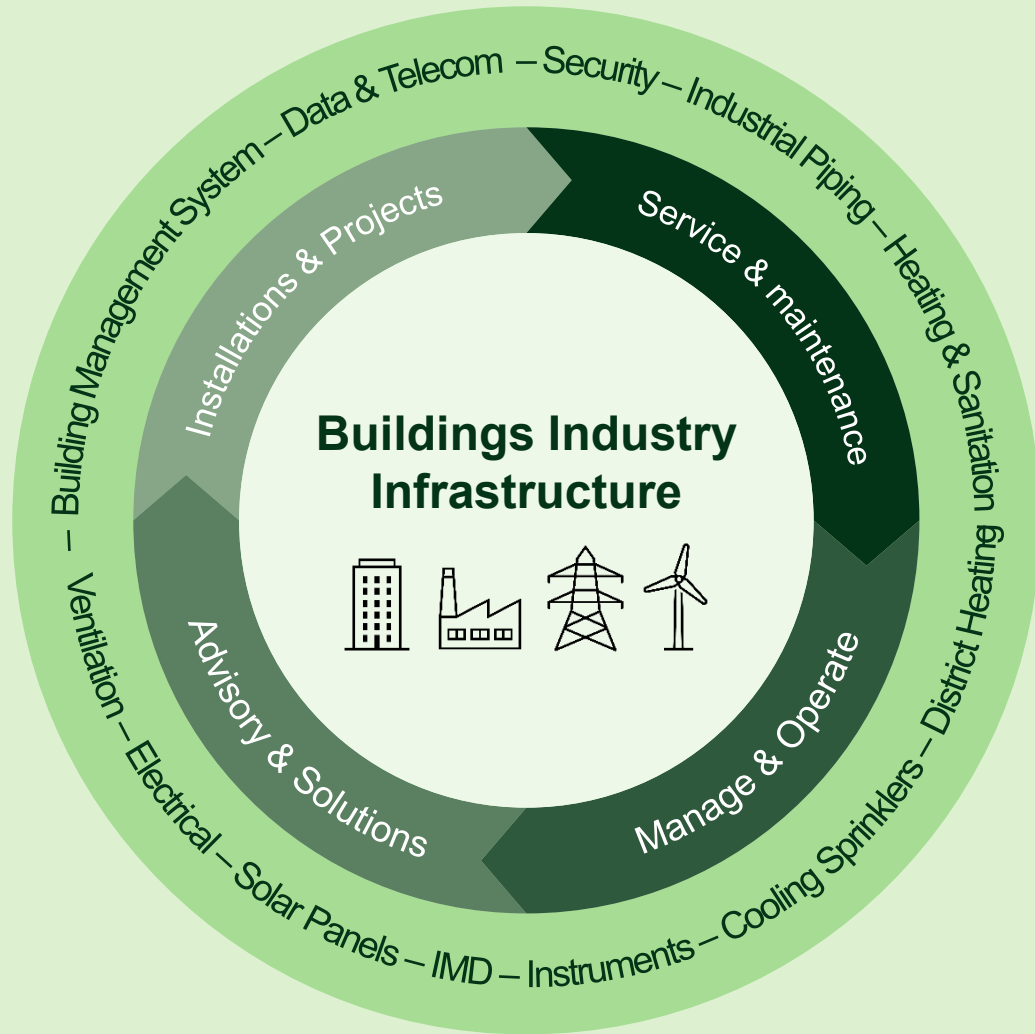 – Building Management System – Data & Telecom – Security – Industrial Piping – Heating & Sanitation
Ventilation – Electrical – Solar Panels – IMD – Instruments – Cooling Sprinklers – District Heating
Installations & Projects
Service & maintenance
Manage & Operate
Advisory & Solutions
Buildings Industry
Infrastructure